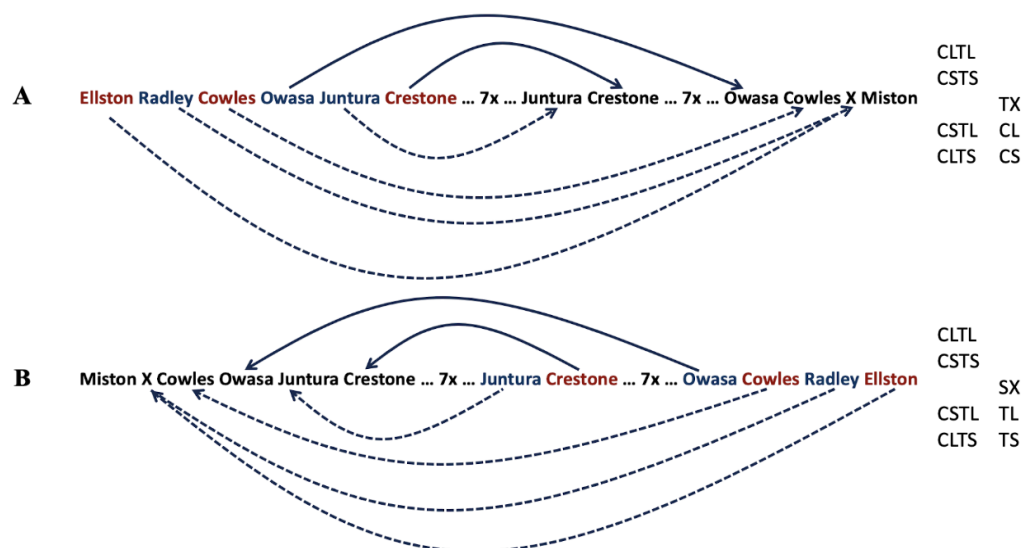 CLTL
CSTS
A Ellston Radley Cowles Owasa Juntura Crestone ... 7x ... Juntura Crestone ... 7x ... Owasa Cowles X Miston
TX
CSTL CL
CLTS CS
CLTL
CSTS
B Miston X Cowles Owasa Juntura Crestone ... 7x ... Juntura Crestone ... 7x ... Owasa Cowles Radley Ellston
SX
CSTL TL
CLTS TS